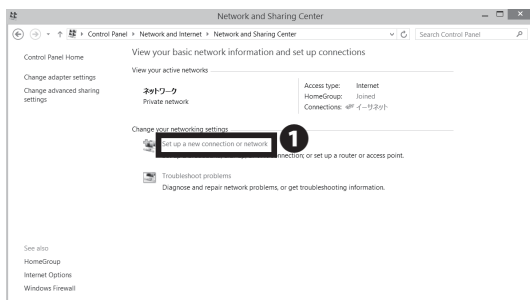 Network and Sharing Center
Control Panel ▸ Network and Internet ▸ Network and Sharing Center
Search Control Panel
Control Panel Home
Change adapter settings
Change advanced sharing
settings
View your basic network information and set up connections
View your active networks
ネットワーク
Private network
Access type: Internet
HomeGroup: Joined
Connections: イーサネット
Change your networking settings
Set up a new connection or network
1
connection; or set up a router or access point.
Troubleshoot problems
Diagnose and repair network problems, or get troubleshooting information.
See also
HomeGroup
Internet Options
Windows Firewall